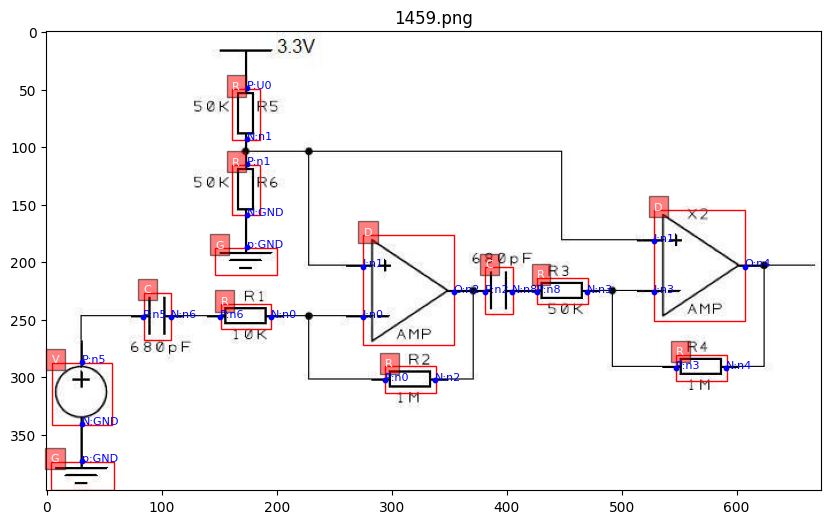 1459.png
3.3V
R
P:U0
50K
R5
N:n1
R
P:n1
50K
R6
N:GND
G
p:GND
D
I:n1
AMP
D
X2
I:n1
O:n4
I:n3
AMP
C
P:n5
N:n6
680pF
R
R1
P:n6
N:n0
10K
I:n0
680pF
P:n2
N:n8
R
R3
P:n8
N:n3
50K
R
R2
P:n0
N:n2
1M
R
R4
P:n3
N:n4
1M
V
P:n5
N:GND
G
p:GND
0
50
100
150
200
250
300
350
0
100
200
300
400
500
600